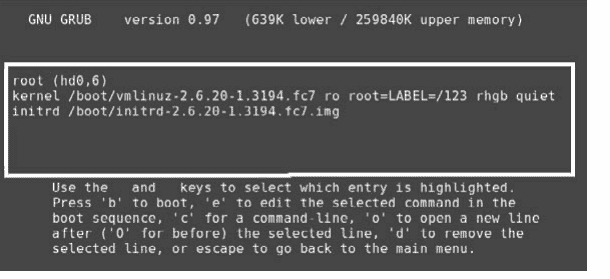 GNU GRUB version 0.97 (639K lower / 259840K upper memory)
root (hd0,6)
kernel /boot/vmlinuz-2.6.20-1.3194.fc7 ro root=LABEL=/123 rhgb quiet
initrd /boot/initrd-2.6.20-1.3194.fc7.img
Use the and keys to select which entry is highlighted.
Press 'b' to boot, 'e' to edit the selected command in the
boot sequence, 'c' for a command-line, 'o' to open a new line
after ('O' for before) the selected line, 'd' to remove the
selected line, or escape to go back to the main menu.